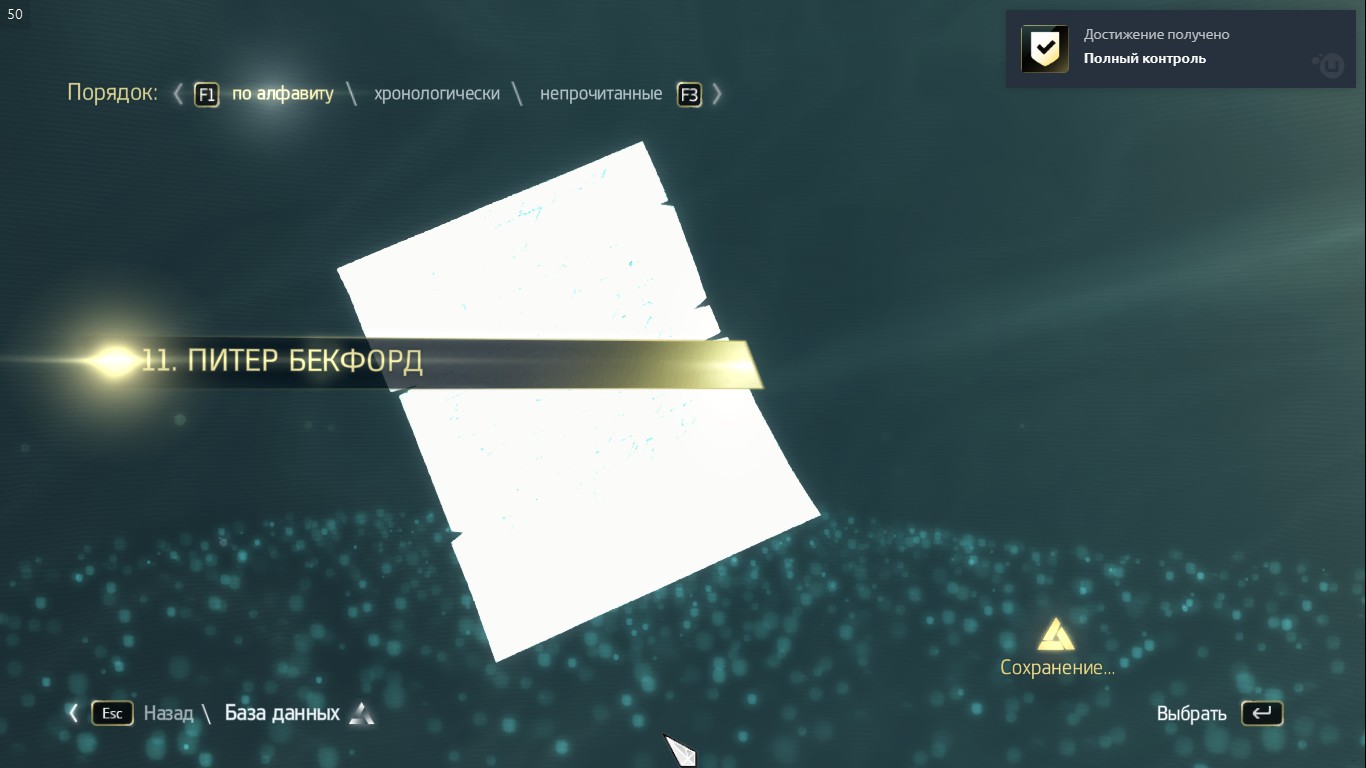 50
Достижение получено
Полный контроль
Порядок: F1 по алфавиту \ хронологически \ непрочитанные F3
11. ПИТЕР БЕКФОРД
Сохранение...
Esc Назад \ База данных
Выбрать